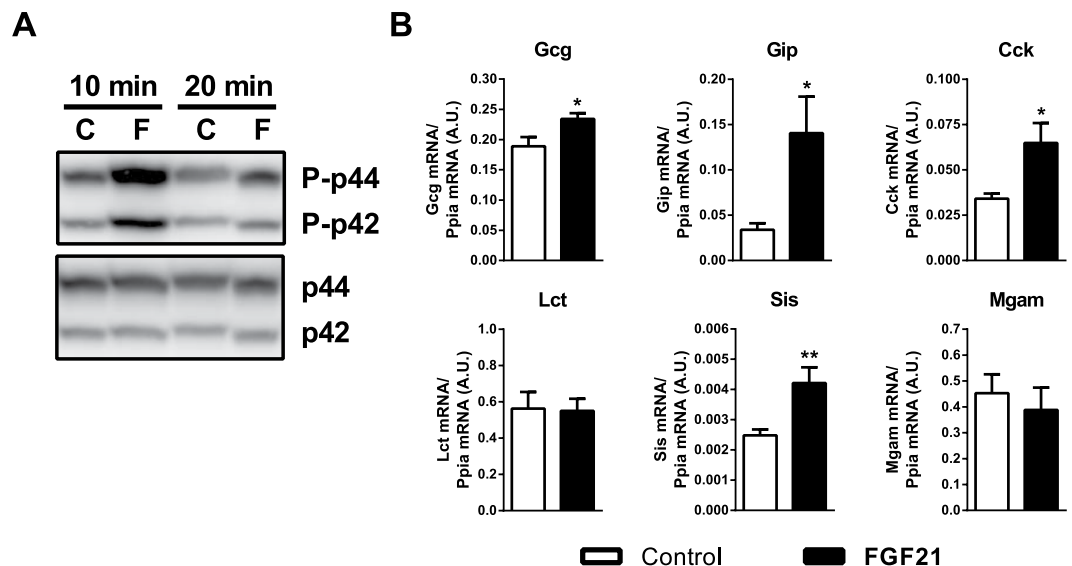 A
10 min 20 min
C F C F
P-p44
P-p42
p44
p42
B
Gcg
Gcg mRNA/
Ppia mRNA (A.U.)
0.30
0.25
0.20
0.15
0.10
0.05
0.00
*
Gip
Gip mRNA/
Ppia mRNA (A.U.)
0.20
0.15
0.10
0.05
0.00
*
Cck
Cck mRNA/
Ppia mRNA (A.U.)
0.100
0.075
0.050
0.025
0.000
*
Lct
Lct mRNA/
Ppia mRNA (A.U.)
1.0
0.8
0.6
0.4
0.2
0.0
Sis
Sis mRNA/
Ppia mRNA (A.U.)
0.006
0.005
0.004
0.003
0.002
0.001
0.000
**
Mgam
Mgam mRNA/
Ppia mRNA (A.U.)
0.7
0.6
0.5
0.4
0.3
0.2
0.1
0.0
Control FGF21